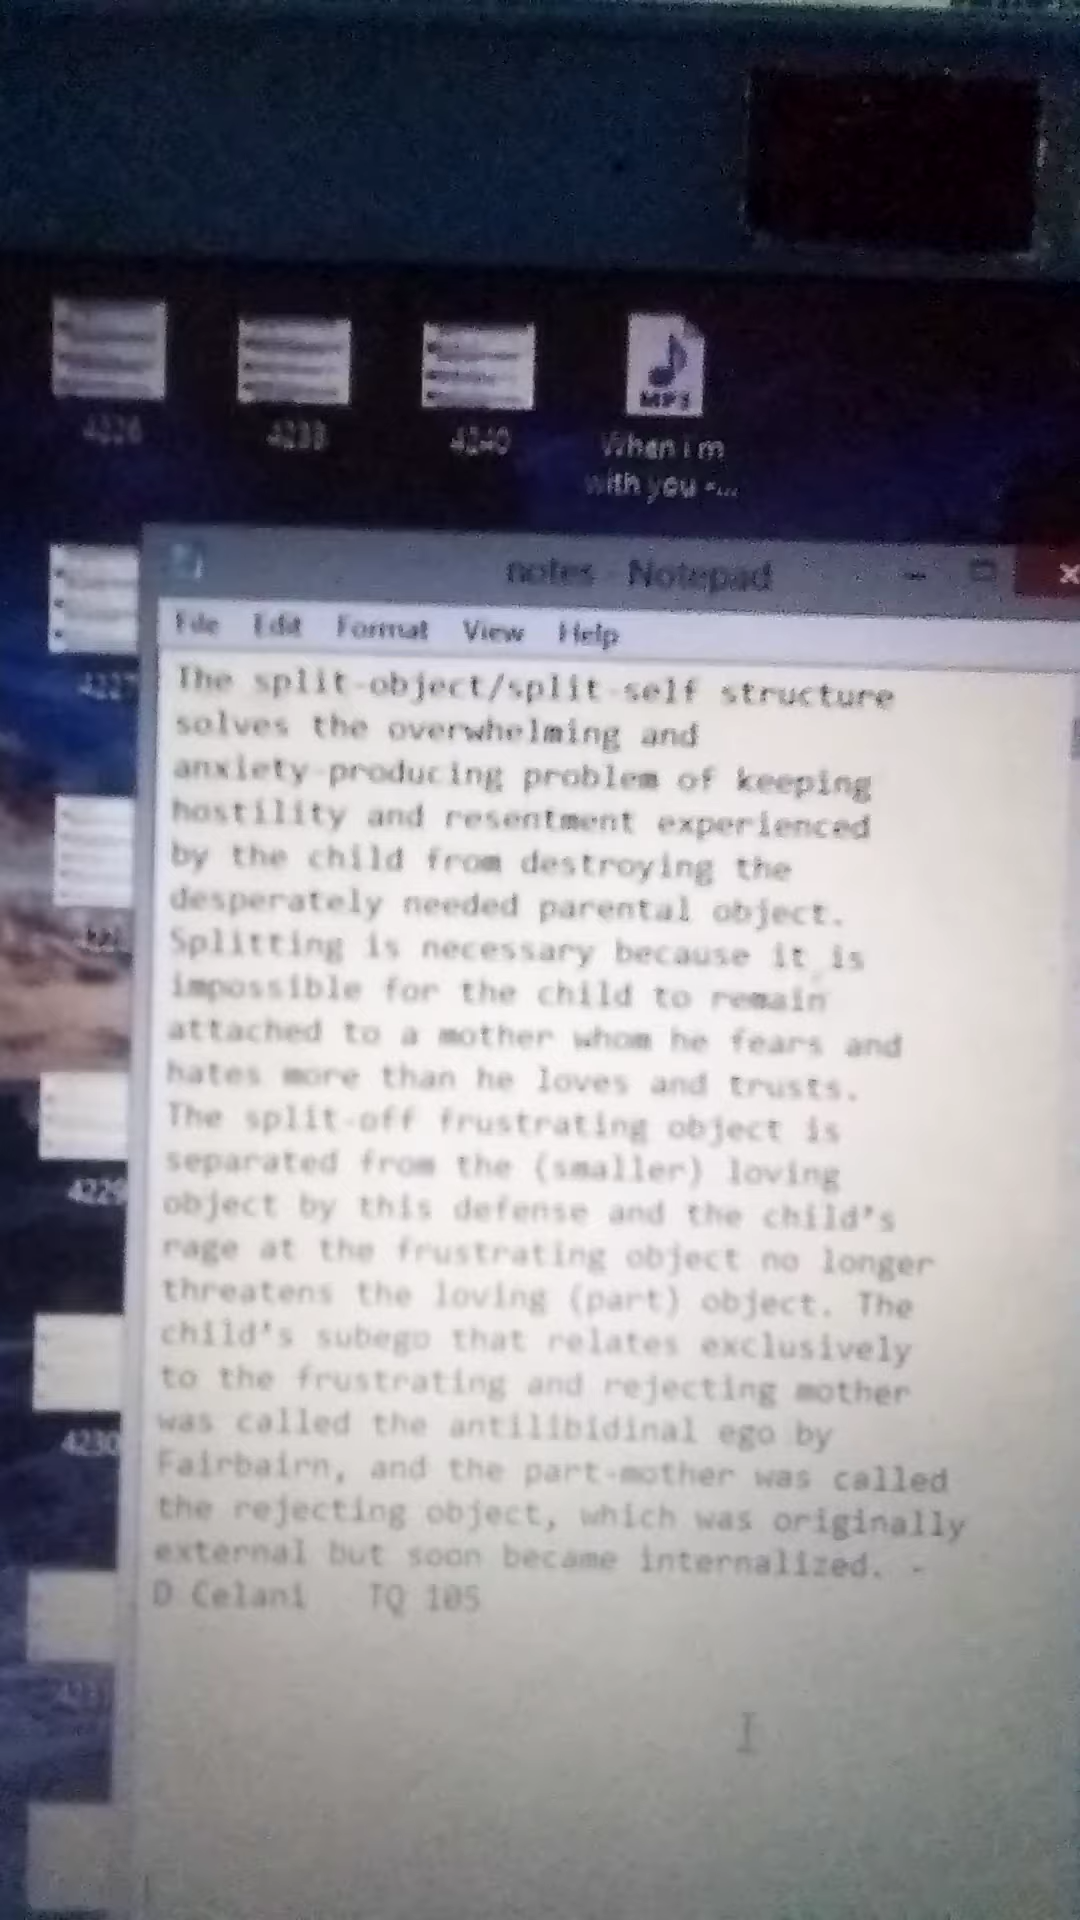 4240
MP3
When i m
with you -...
notes - Notepad
File Edit Format View Help
4227
The split-object/split-self structure
solves the overwhelming and
anxiety-producing problem of keeping
hostility and resentment experienced
by the child from destroying the
desperately needed parental object.
Splitting is necessary because it is
impossible for the child to remain
attached to a mother whom he fears and
hates more than he loves and trusts.
The split-off frustrating object is
separated from the (smaller) loving
object by this defense and the child's
rage at the frustrating object no longer
threatens the loving (part) object. The
child's subego that relates exclusively
to the frustrating and rejecting mother
was called the antilibidinal ego by
Fairbairn, and the part-mother was called
the rejecting object, which was originally
external but soon became internalized. -
D Celani TQ 105
4229
4230